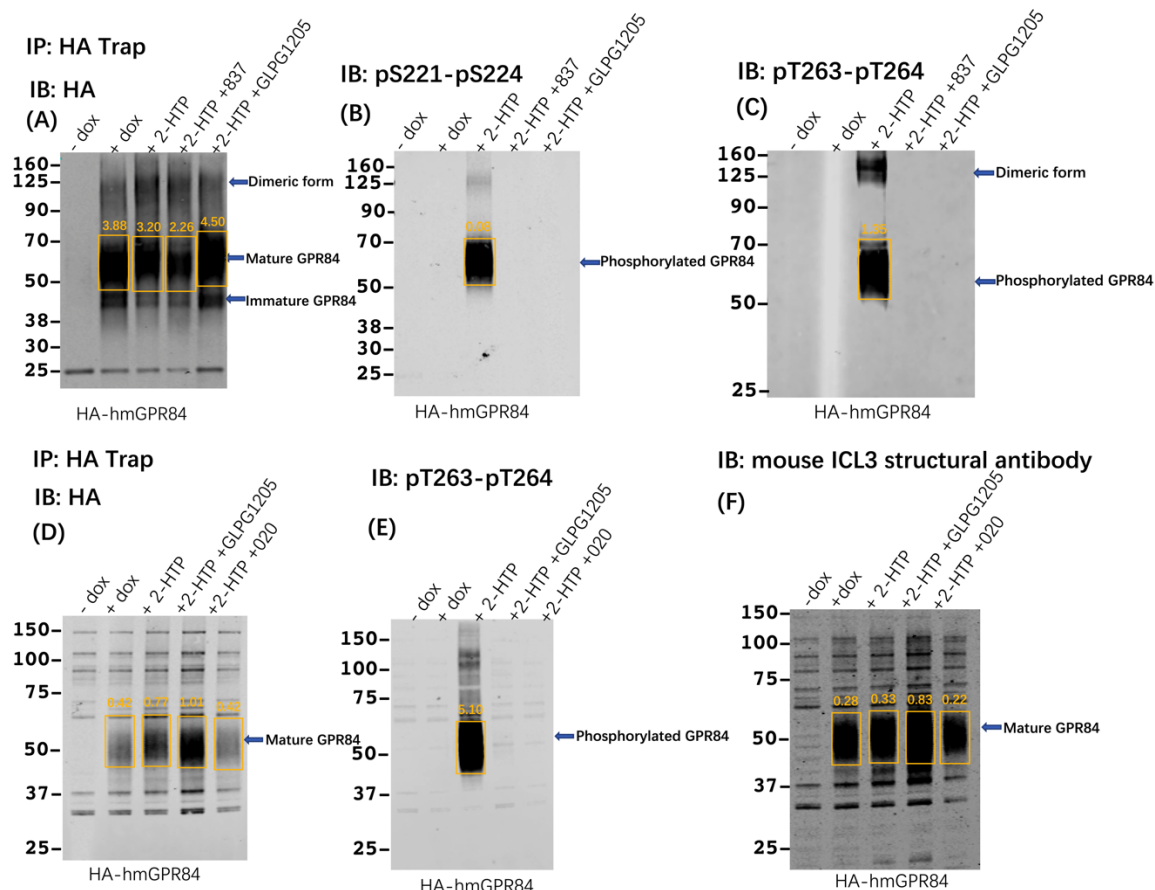 IP: HA Trap
IB: HA
(A)
- dox
+ dox
+ 2-HTP
+2-HTP +837
+2-HTP +GLPG1205
160
125
90
70
50
38
30
25
3.88
3.20
2.26
4.50
Dimeric form
Mature GPR84
Immature GPR84
HA-hmGPR84
IB: pS221-pS224
(B)
- dox
+ dox
+ 2-HTP
+2-HTP +837
+2-HTP +GLPG1205
160
125
90
70
50
38
30
25
Phosphorylated GPR84
HA-hmGPR84
IB: pT263-pT264
(C)
- dox
+ dox
+ 2-HTP
+2-HTP +837
+2-HTP +GLPG1205
160
125
90
70
50
25
Dimeric form
Phosphorylated GPR84
HA-hmGPR84
IP: HA Trap
IB: HA
(D)
- dox
+ dox
+ 2-HTP
+2-HTP +GLPG1205
+2-HTP +020
150
100
75
50
37
25
0.77
1.01
Mature GPR84
HA-hmGPR84
IB: pT263-pT264
(E)
- dox
+ dox
+ 2-HTP
+2-HTP +GLPG1205
+2-HTP +020
150
100
75
50
37
25
5.10
Phosphorylated GPR84
HA-hmGPR84
IB: mouse ICL3 structural antibody
(F)
-dox
+dox
+ 2-HTP
+2-HTP +GLPG1205
+2-HTP +020
150
100
75
50
37
25
0.28
0.33
0.83
0.22
Mature GPR84
HA-hmGPR84